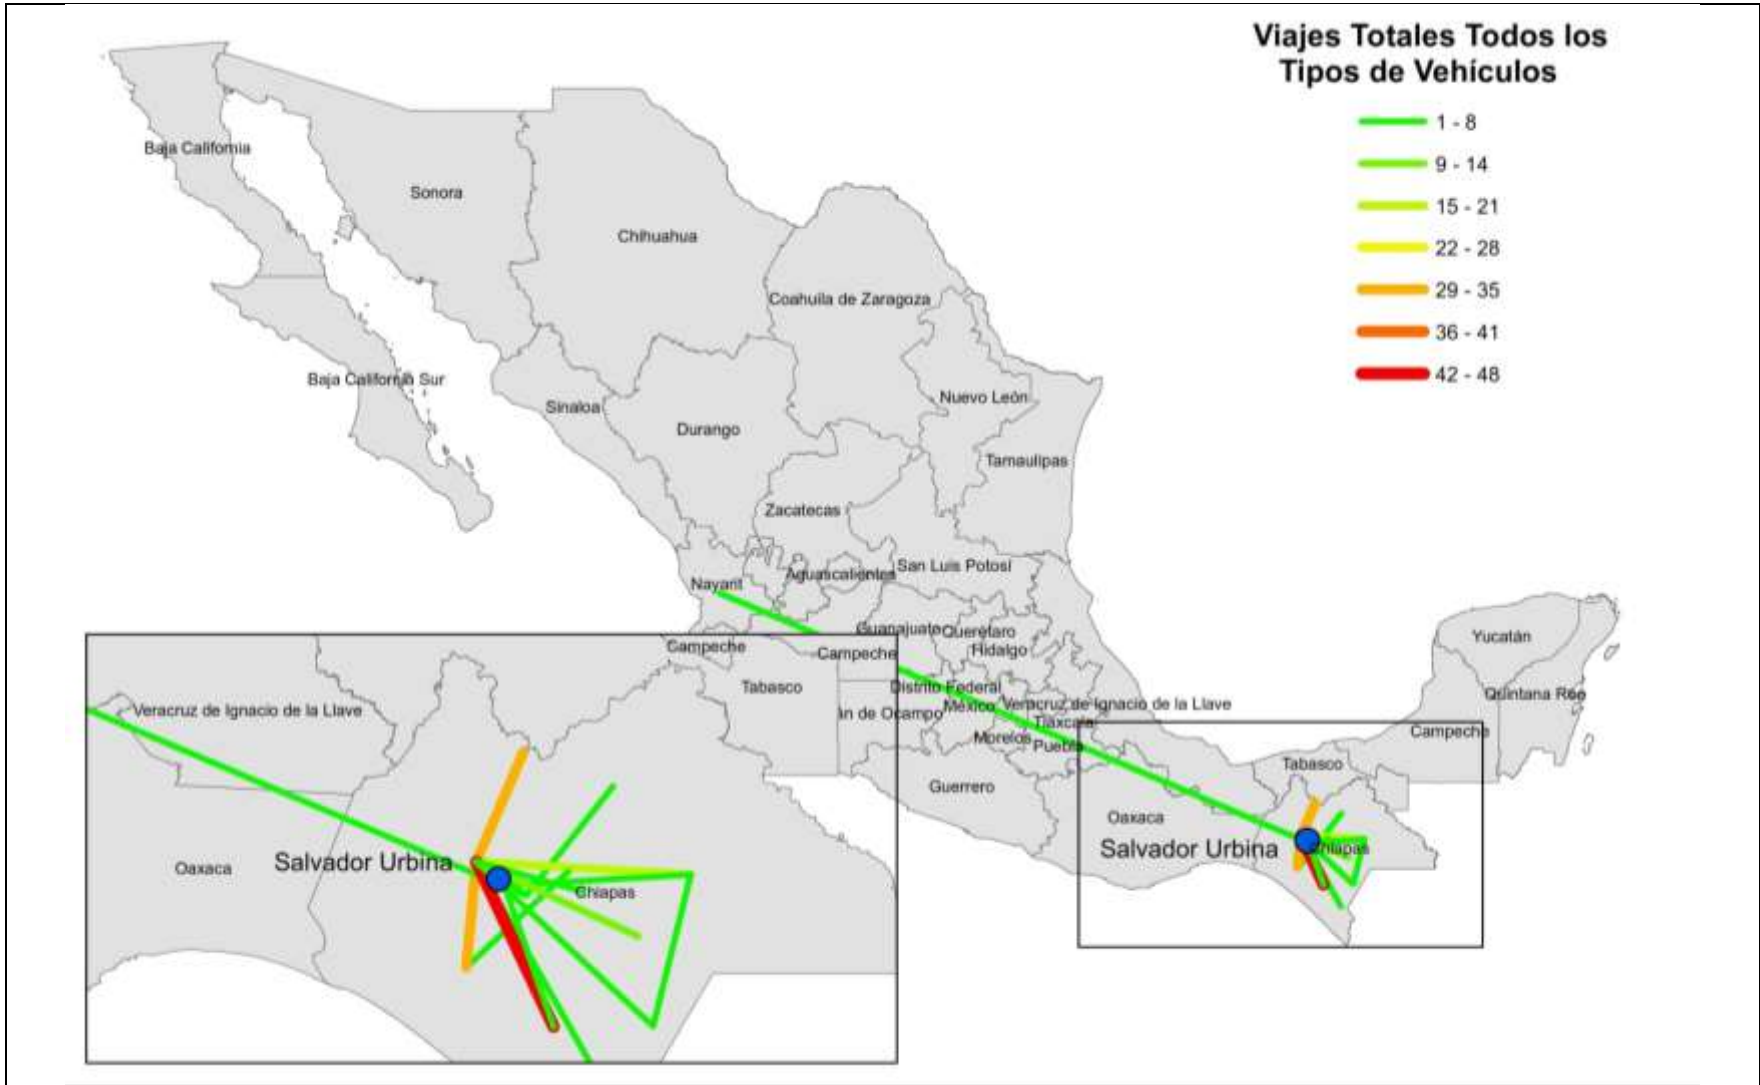 Viajes Totales Todos los
Tipos de Vehículos
1 - 8
9 - 14
15 - 21
22 - 28
29 - 35
36 - 41
42 - 48
Baja California
Sonora
Chihuahua
Coahuila de Zaragoza
Baja California Sur
Nuevo León
Sinaloa
Durango
Tamaulipas
Zacatecas
San Luis Potosí
Aguascalientes
Nayarit
Guanajuato
Querétaro
Hidalgo
Yucatán
Campeche
Campeche
Distrito Federal
Tabasco
Quintana Roo
México
Veracruz de Ignacio de la Llave
Veracruz de Ignacio de la Llave
án de Ocampo
Tlaxcala
Morelos
Puebla
Campeche
Tabasco
Guerrero
Oaxaca
Salvador Urbina
Chiapas
Salvador Urbina
Oaxaca
Chiapas